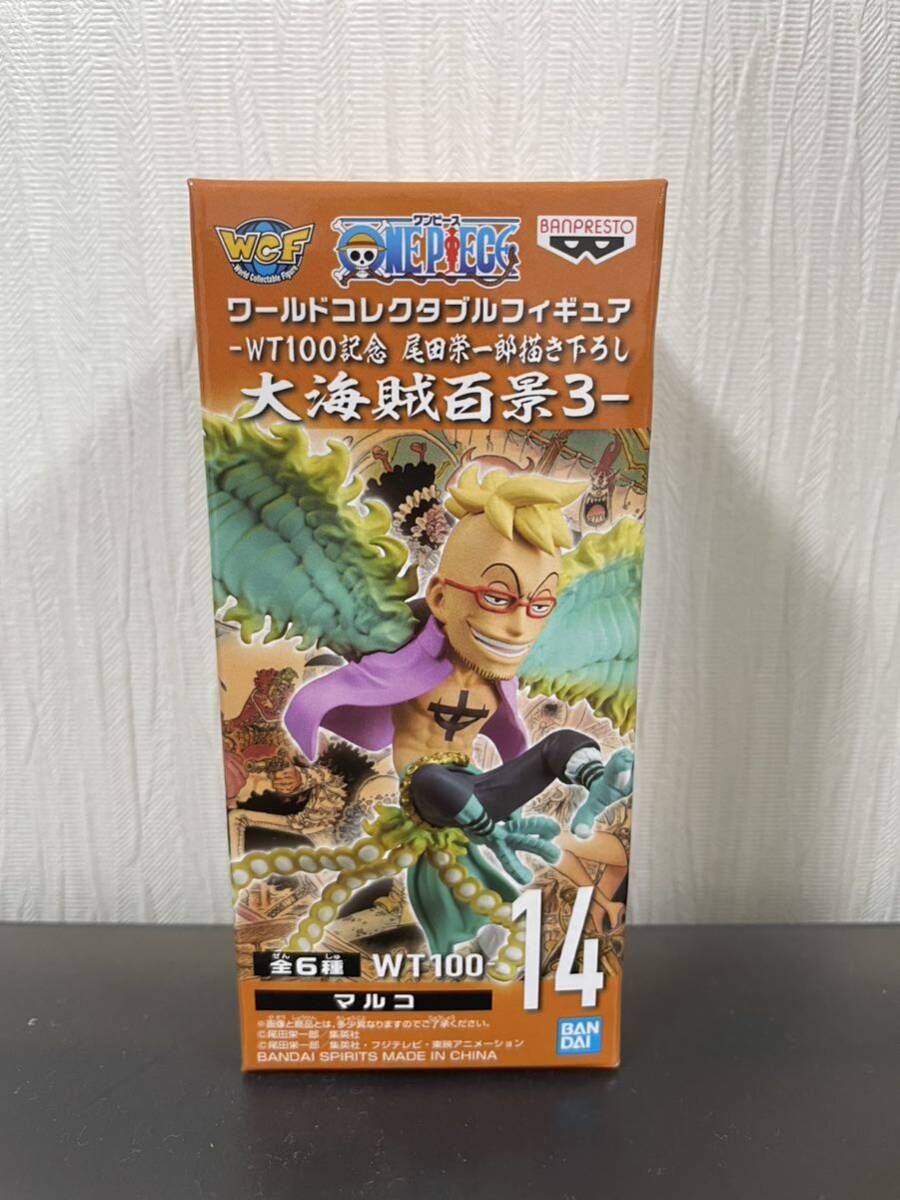 WCF
World Collectable Figure
ワンピース
ONE PIECE
BANPRESTO
ワールドコレクタブルフィギュア
-WT100記念 尾田栄一郎描き下ろし
大海賊百景3-
ぜん しゅ
全6種
WT100-14
マルコ
※画像と商品とは、多少異なりますのでご了承ください。
©尾田栄一郎/集英社
©尾田栄一郎/集英社・フジテレビ・東映アニメーション
BANDAI SPIRITS MADE IN CHINA
BAN
DAI